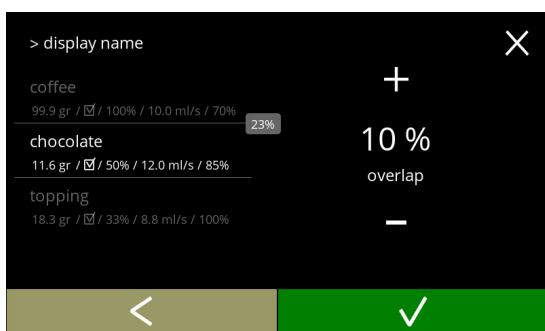 > display name
coffee
99.9 gr / ☑ / 100% / 10.0 ml/s / 70%
23%
chocolate
11.6 gr / ☑ / 50% / 12.0 ml/s / 85%
topping
18.3 gr / ☑ / 33% / 8.8 ml/s / 100%
10 %
overlap